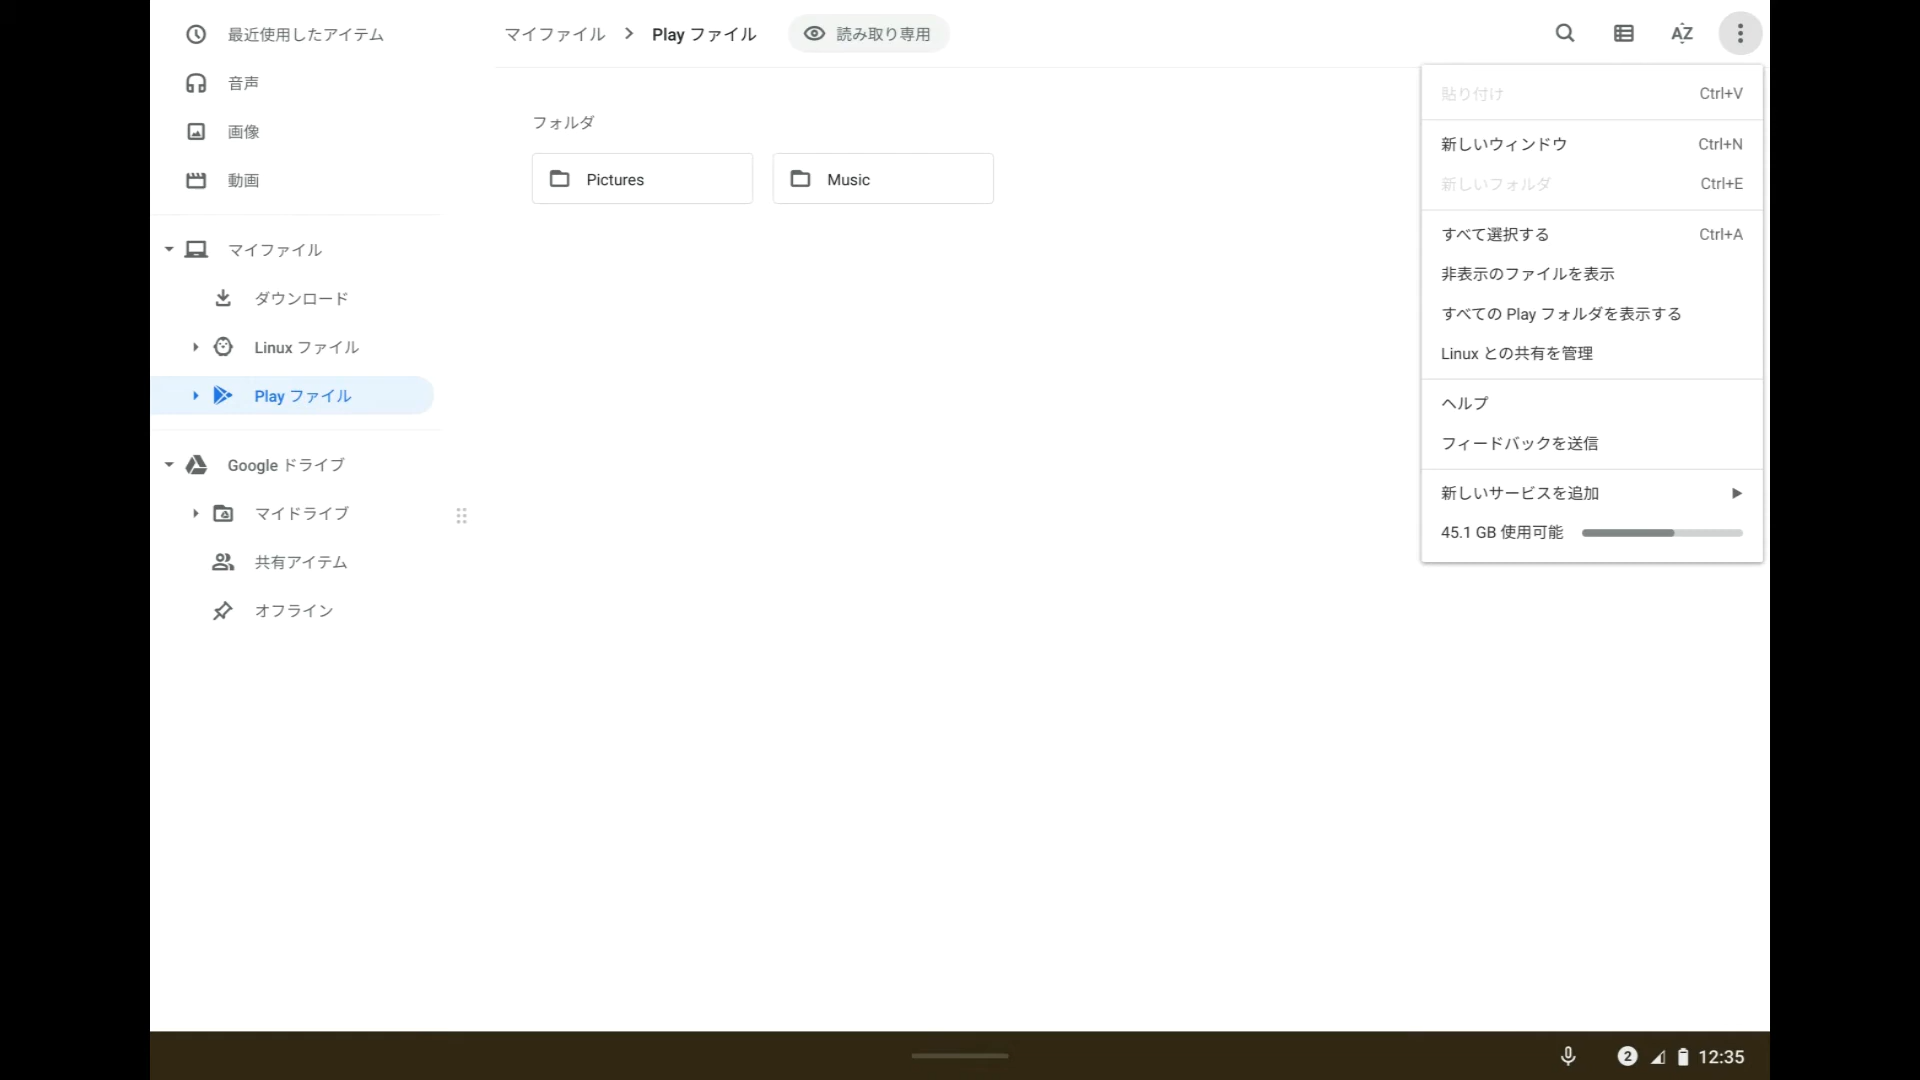 最近使用したアイテム
音声
画像
動画
マイファイル
ダウンロード
Linux ファイル
Play ファイル
Google ドライブ
マイドライブ
共有アイテム
オフライン
マイファイル > Play ファイル 読み取り専用
AZ
フォルダ
Pictures
Music
貼り付け Ctrl+V
新しいウィンドウ Ctrl+N
新しいフォルダ Ctrl+E
すべて選択する Ctrl+A
非表示のファイルを表示
すべての Play フォルダを表示する
Linux との共有を管理
ヘルプ
フィードバックを送信
新しいサービスを追加
45.1 GB 使用可能
2 12:35